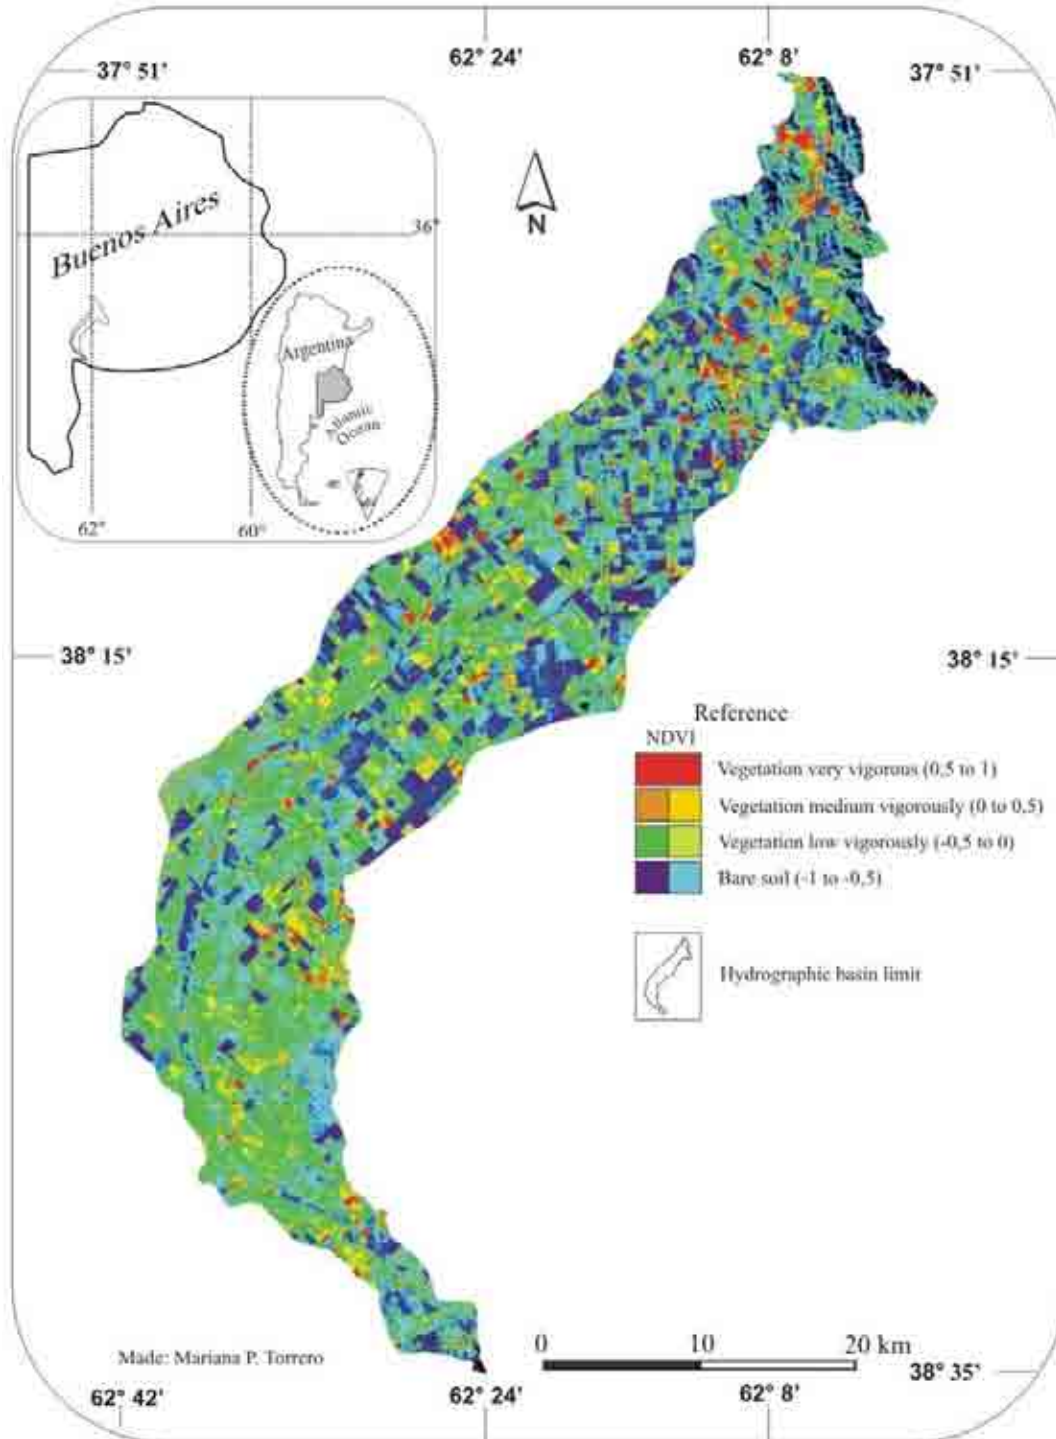 62° 24'
62° 8'
37° 51'
37° 51'
Buenos Aires
36°
N
Argentina
Atlantic
Ocean
62°
60°
38° 15'
38° 15'
Reference
NDVI
Vegetation very vigorous (0,5 to 1)
Vegetation medium vigorously (0 to 0,5)
Vegetation low vigorously (-0,5 to 0)
Bare soil (-1 to -0,5)
Hydrographic basin limit
0 10 20 km
Made: Mariana P. Torrero
38° 35'
62° 42'
62° 24'
62° 8'